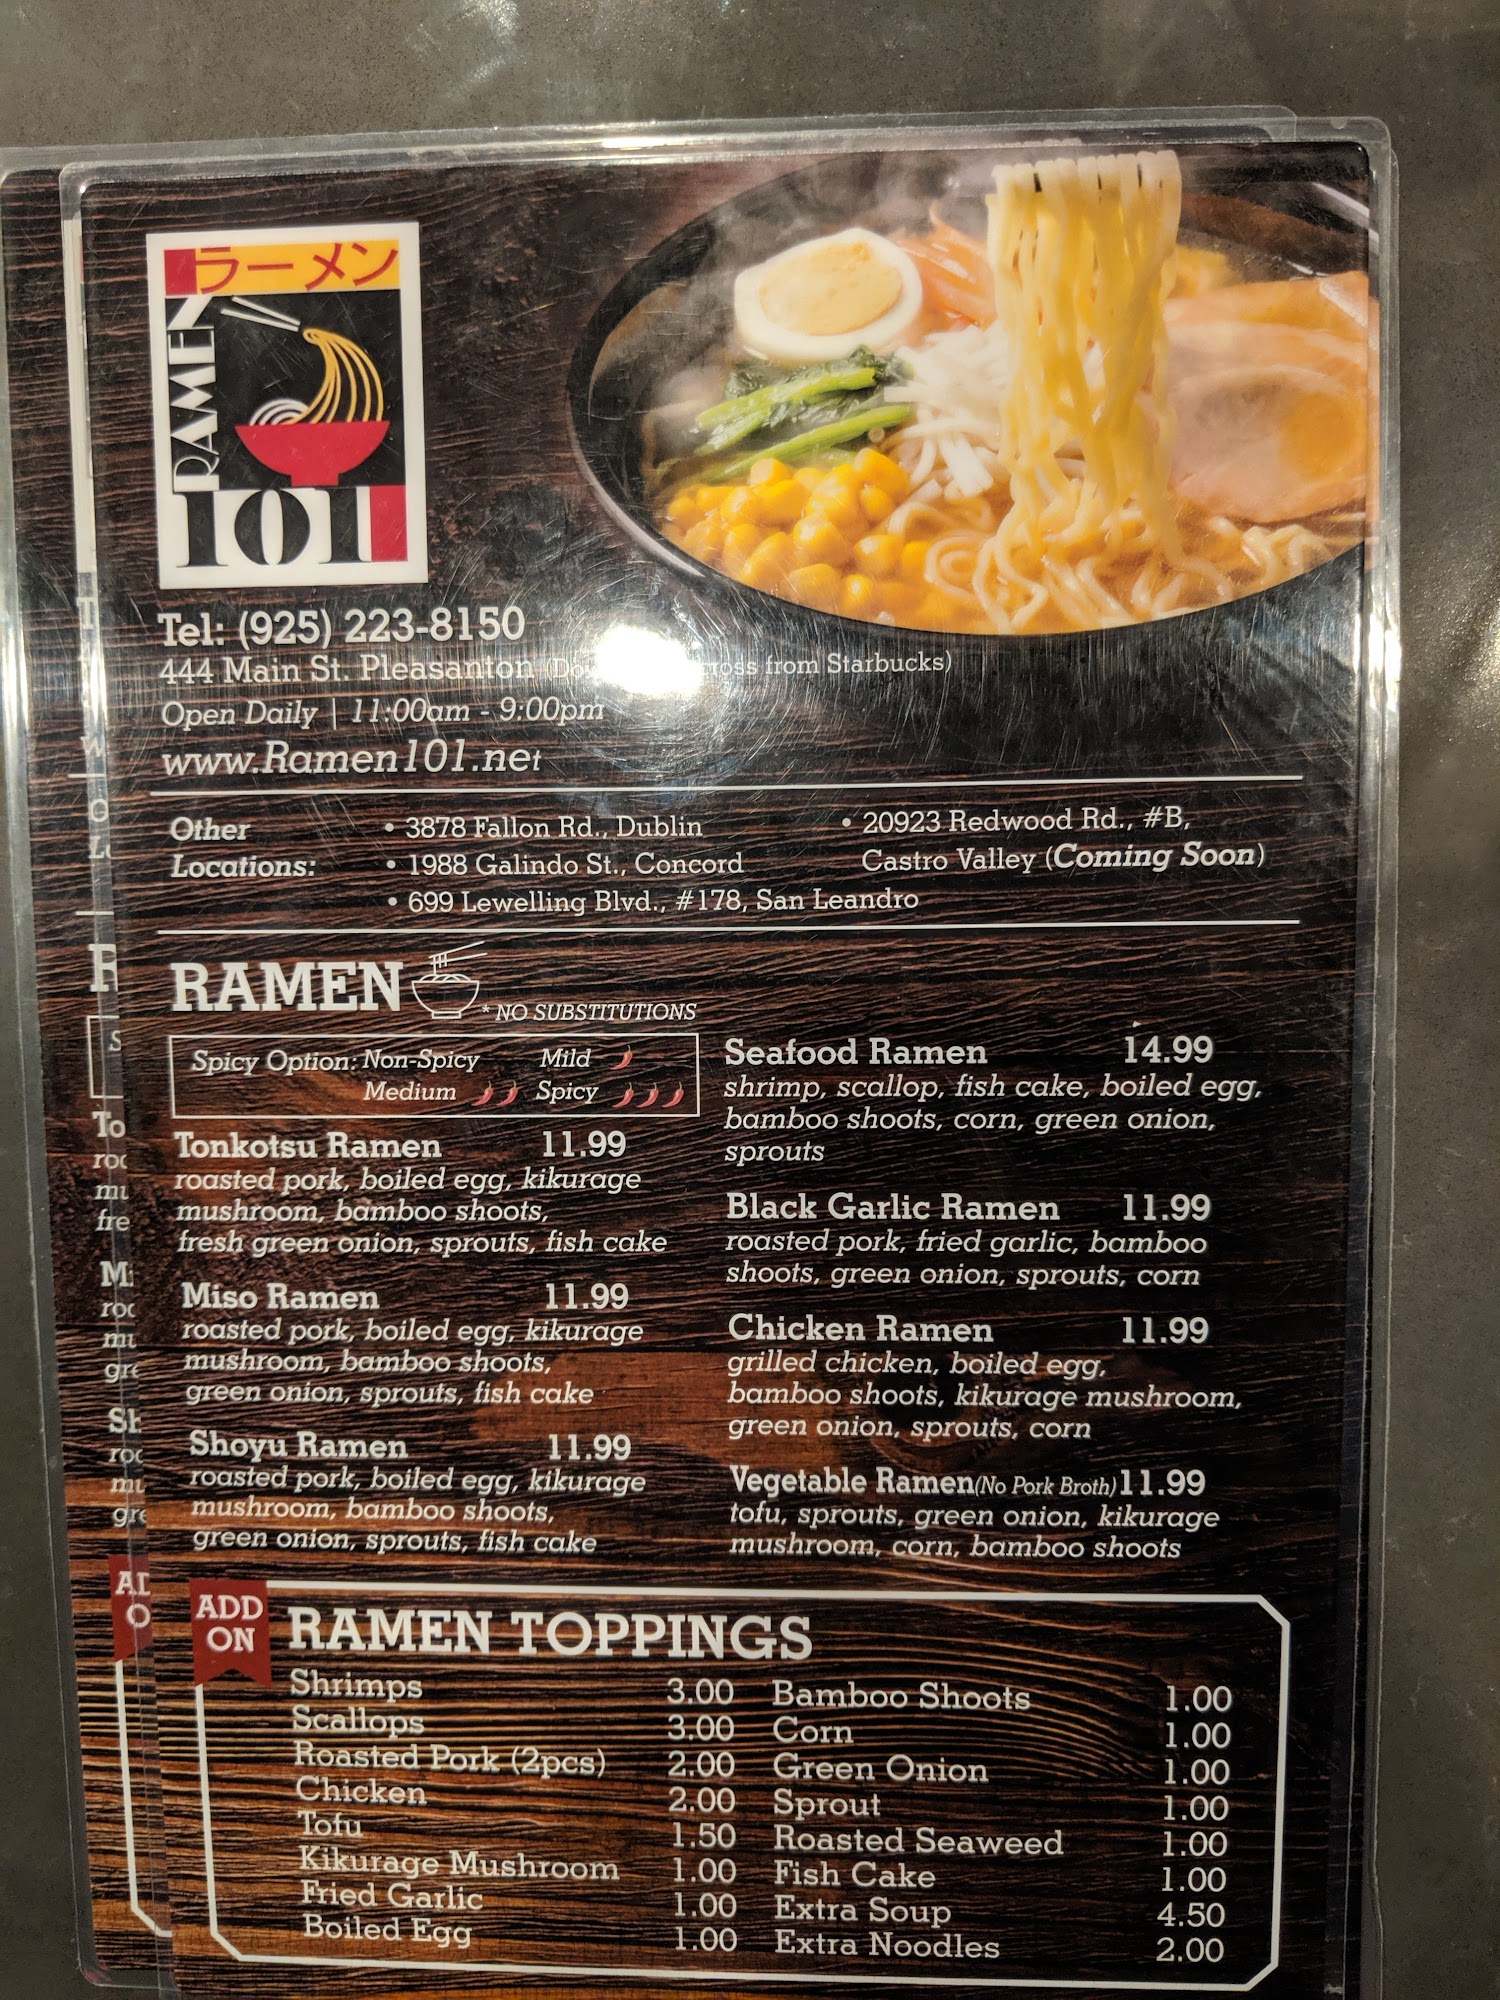 ラーメン
RAMEN
101
Tel: (925) 223-8150
444 Main St. Pleasanton from Starbucks)
Open Daily | 11:00am - 9:00pm
www.Ramen101.net
Other Locations:
• 3878 Fallon Rd., Dublin
• 1988 Galindo St., Concord
• 699 Lewelling Blvd., #178, San Leandro
• 20923 Redwood Rd., #B,
Castro Valley (Coming Soon)
RAMEN
* NO SUBSTITUTIONS
Spicy Option: Non-Spicy Mild
Medium Spicy
Tonkotsu Ramen 11.99
roasted pork, boiled egg, kikurage
mushroom, bamboo shoots,
fresh green onion, sprouts, fish cake
Miso Ramen 11.99
roasted pork, boiled egg, kikurage
mushroom, bamboo shoots,
green onion, sprouts, fish cake
Shoyu Ramen 11.99
roasted pork, boiled egg, kikurage
mushroom, bamboo shoots,
green onion, sprouts, fish cake
Seafood Ramen 14.99
shrimp, scallop, fish cake, boiled egg,
bamboo shoots, corn, green onion,
sprouts
Black Garlic Ramen 11.99
roasted pork, fried garlic, bamboo
shoots, green onion, sprouts, corn
Chicken Ramen 11.99
grilled chicken, boiled egg,
bamboo shoots, kikurage mushroom,
green onion, sprouts, corn
Vegetable Ramen(No Pork Broth) 11.99
tofu, sprouts, green onion, kikurage
mushroom, corn, bamboo shoots
ADD
ON
RAMEN TOPPINGS
Shrimps 3.00
Scallops 3.00
Roasted Pork (2pcs) 2.00
Chicken 2.00
Tofu 1.50
Kikurage Mushroom 1.00
Fried Garlic 1.00
Boiled Egg 1.00
Bamboo Shoots 1.00
Corn 1.00
Green Onion 1.00
Sprout 1.00
Roasted Seaweed 1.00
Fish Cake 1.00
Extra Soup 4.50
Extra Noodles 2.00